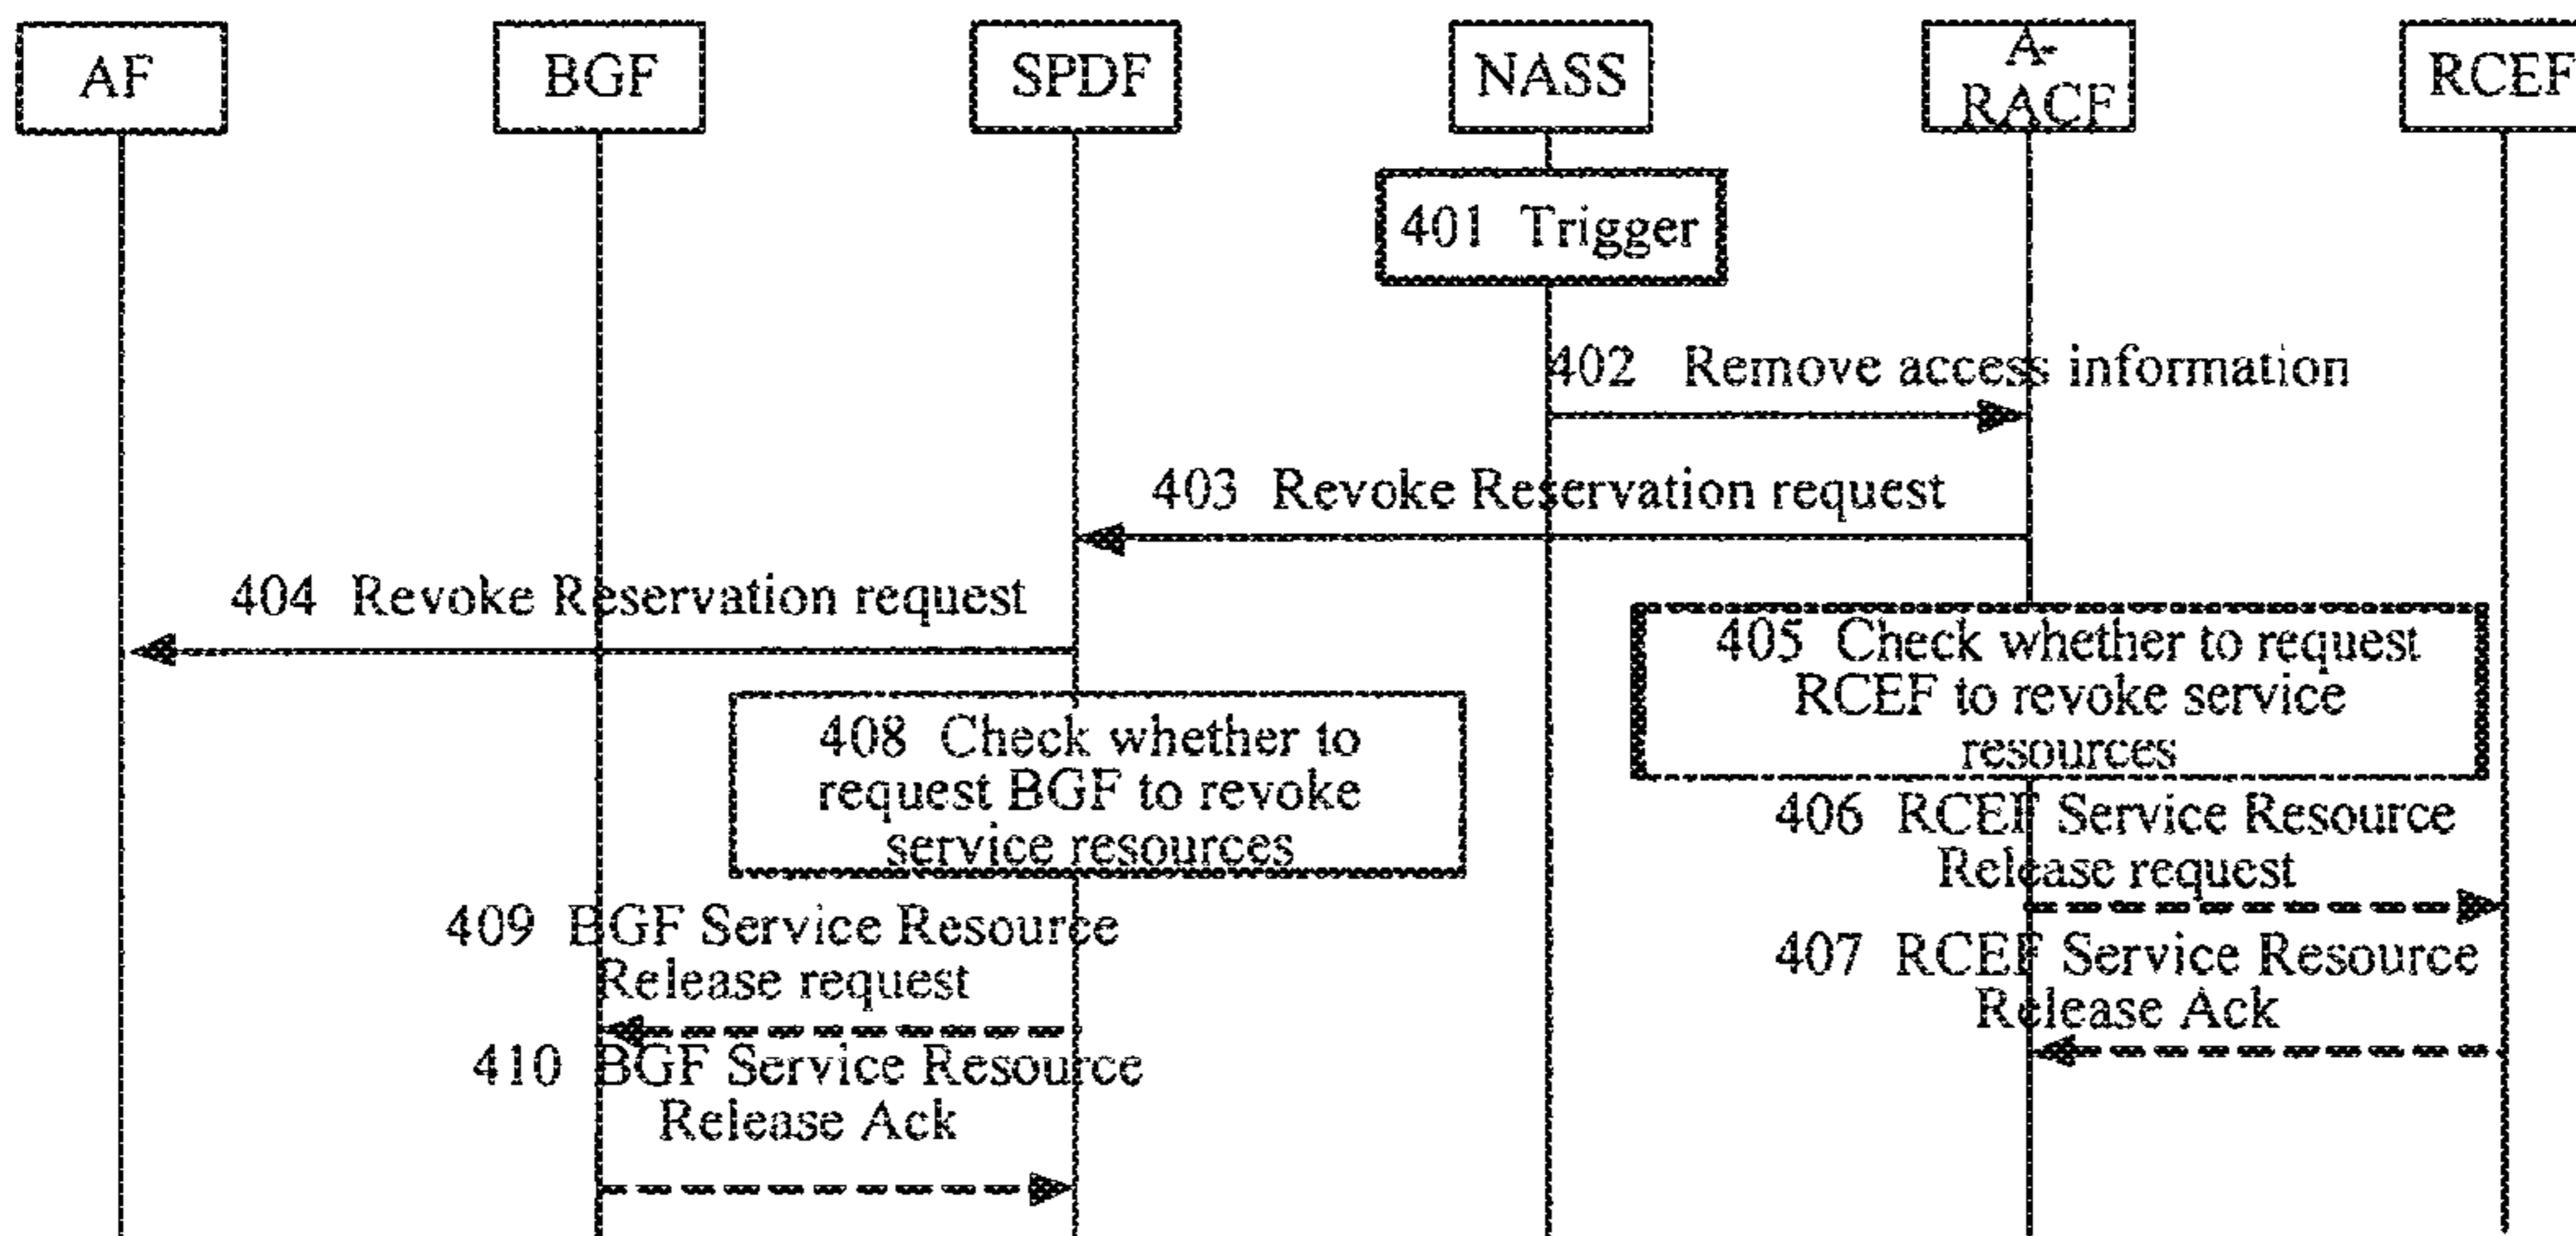 AF
BGF
SPDF
NASS
A-
RACF
RCEF
401 Trigger
402 Remove access information
403 Revoke Reservation request
404 Revoke Reservation request
405 Check whether to request
RCEF to revoke service
resources
408 Check whether to
request BGF to revoke
service resources
406 RCEF Service Resource
Release request
409 BGF Service Resource
Release request
407 RCEF Service Resource
Release Ack
410 BGF Service Resource
Release Ack